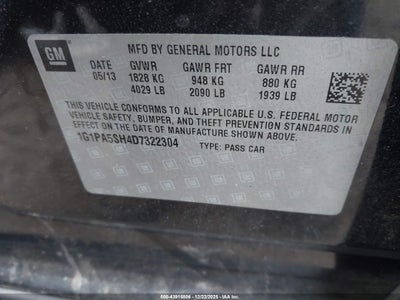 GM
MFD BY GENERAL MOTORS LLC
DATE GVWR GAWR FRT GAWR RR
05/13 1828 KG 948 KG 880 KG
4029 LB 2090 LB 1939 LB
THIS VEHICLE CONFORMS TO ALL APPLICABLE U.S. FEDERAL MOTOR
VEHICLE SAFETY, BUMPER, AND THEFT PREVENTION STANDARDS IN
EFFECT ON THE DATE OF MANUFACTURE SHOWN ABOVE.
1G1PA5SH4D7322304 TYPE: PASS CAR